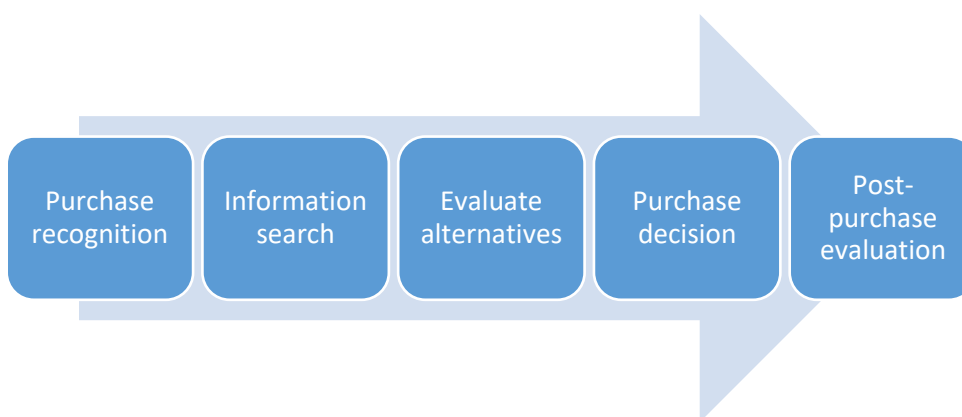 Purchase
recognition
Information
search
Evaluate
alternatives
Purchase
decision
Post-
purchase
evaluation